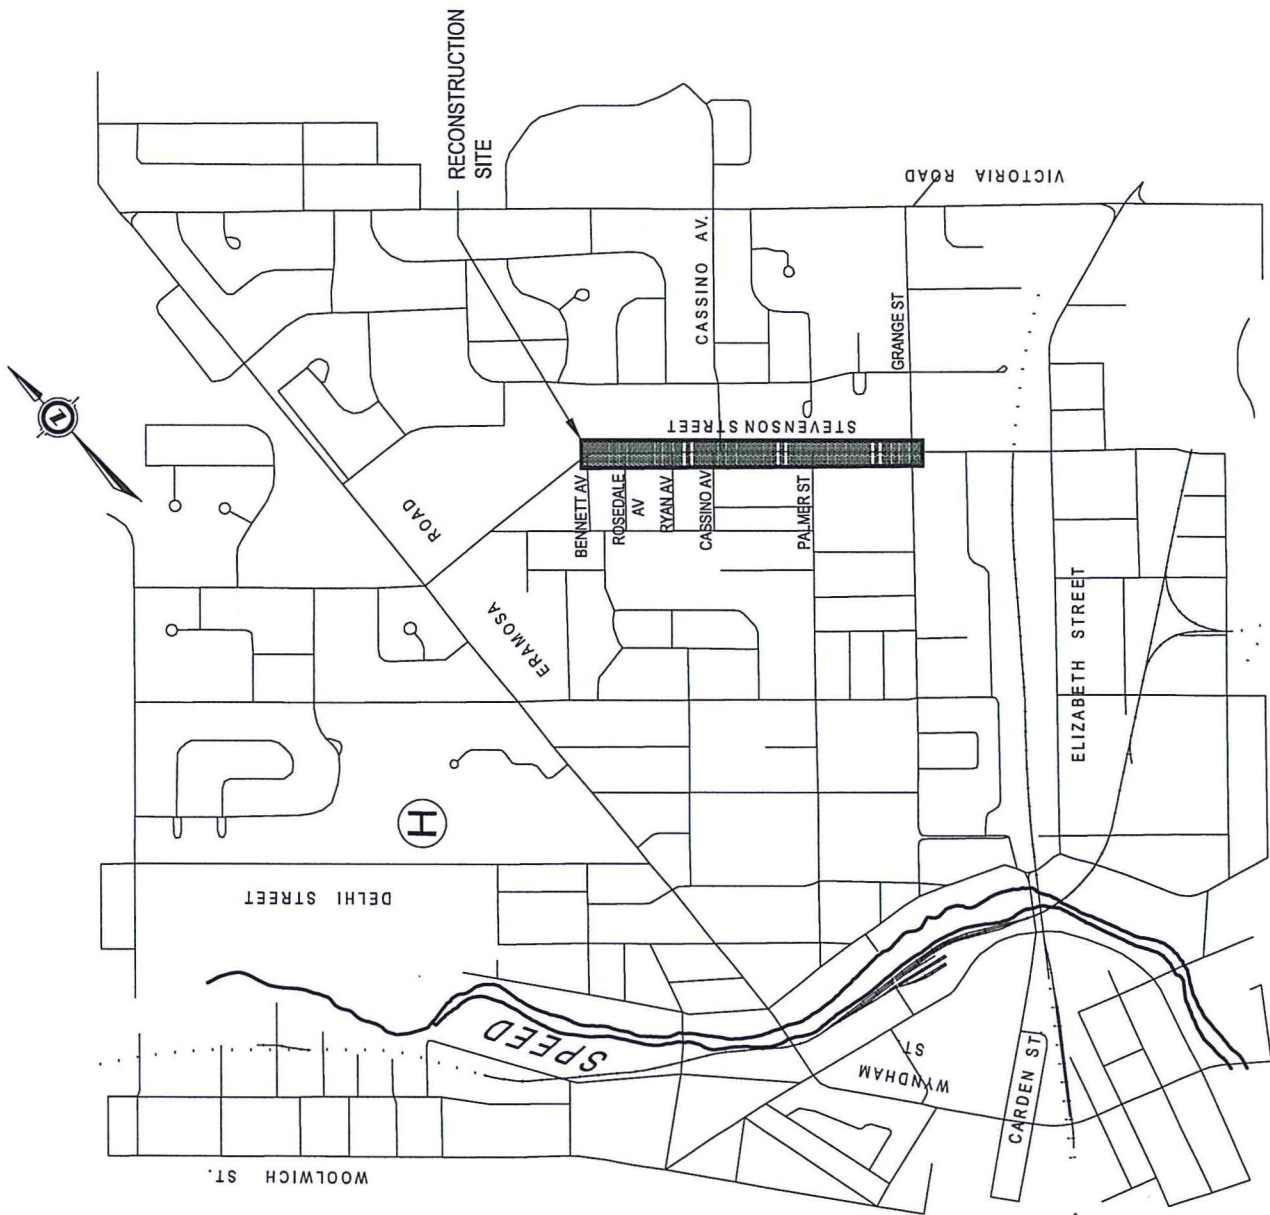 RECONSTRUCTION
SITE
VICTORIA ROAD
CASSINO AV.
GRANGE ST
STEVENSON STREET
N
ROAD
BENNETT AV
ROSEDALE
AV
RYAN AV
CASSINO AV
PALMER ST
ERAMOSA
ELIZABETH STREET
H
DELHI STREET
SPEED
WYNDHAM
ST.
CARDEN ST
WOOLWICH ST.